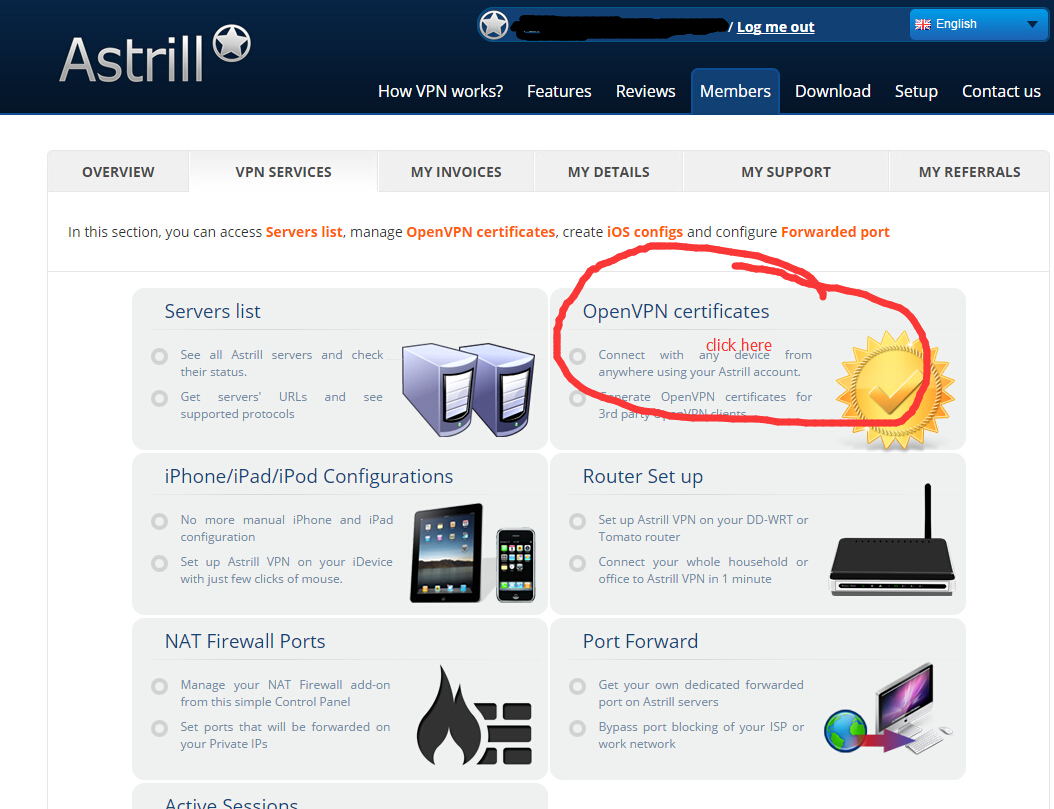 Astrill
/ Log me out
English
How VPN works? Features Reviews Members Download Setup Contact us
OVERVIEW VPN SERVICES MY INVOICES MY DETAILS MY SUPPORT MY REFERRALS
In this section, you can access Servers list, manage OpenVPN certificates, create iOS configs and configure Forwarded port
Servers list
See all Astrill servers and check
their status.
Get servers' URLs and see
supported protocols
OpenVPN certificates
click here
Connect with any device from
anywhere using your Astrill account.
Generate OpenVPN certificates for
3rd party OpenVPN clients.
iPhone/iPad/iPod Configurations
No more manual iPhone and iPad
configuration
Set up Astrill VPN on your iDevice
with just few clicks of mouse.
Router Set up
Set up Astrill VPN on your DD-WRT or
Tomato router
Connect your whole household or
office to Astrill VPN in 1 minute
NAT Firewall Ports
Manage your NAT Firewall add-on
from this simple Control Panel
Set ports that will be forwarded on
your Private IPs
Port Forward
Get your own dedicated forwarded
port on Astrill servers
Bypass port blocking of your ISP or
work network
Active Sessions